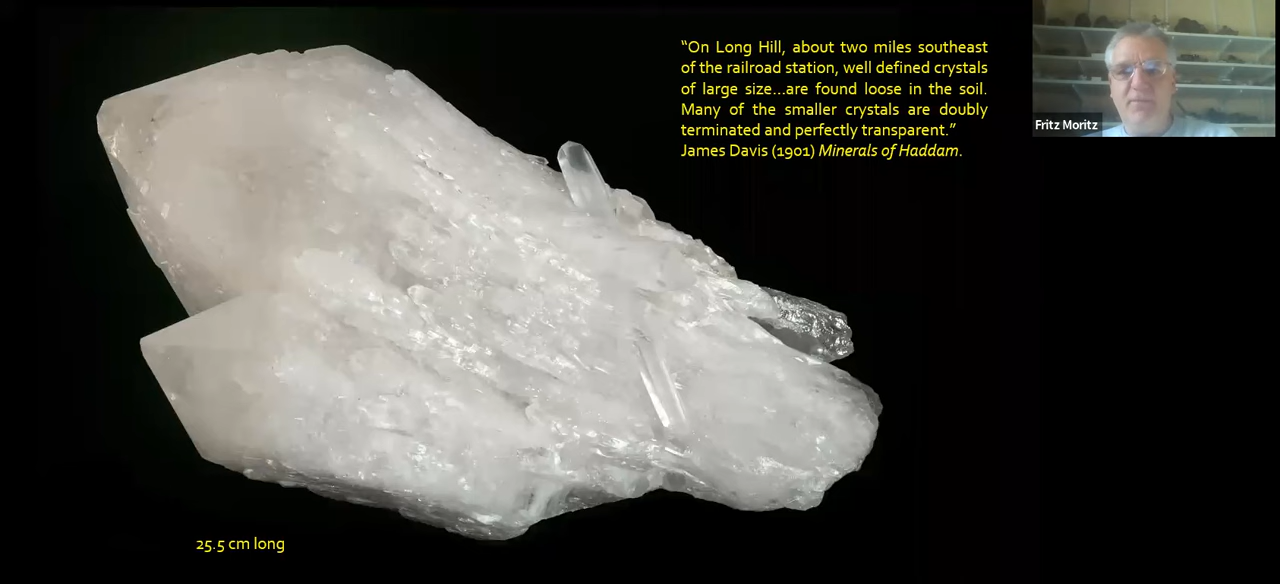 “On Long Hill, about two miles southeast
of the railroad station, well defined crystals
of large size...are found loose in the soil.
Many of the smaller crystals are doubly
terminated and perfectly transparent.”
James Davis (1901) Minerals of Haddam.
Fritz Moritz
25.5 cm long